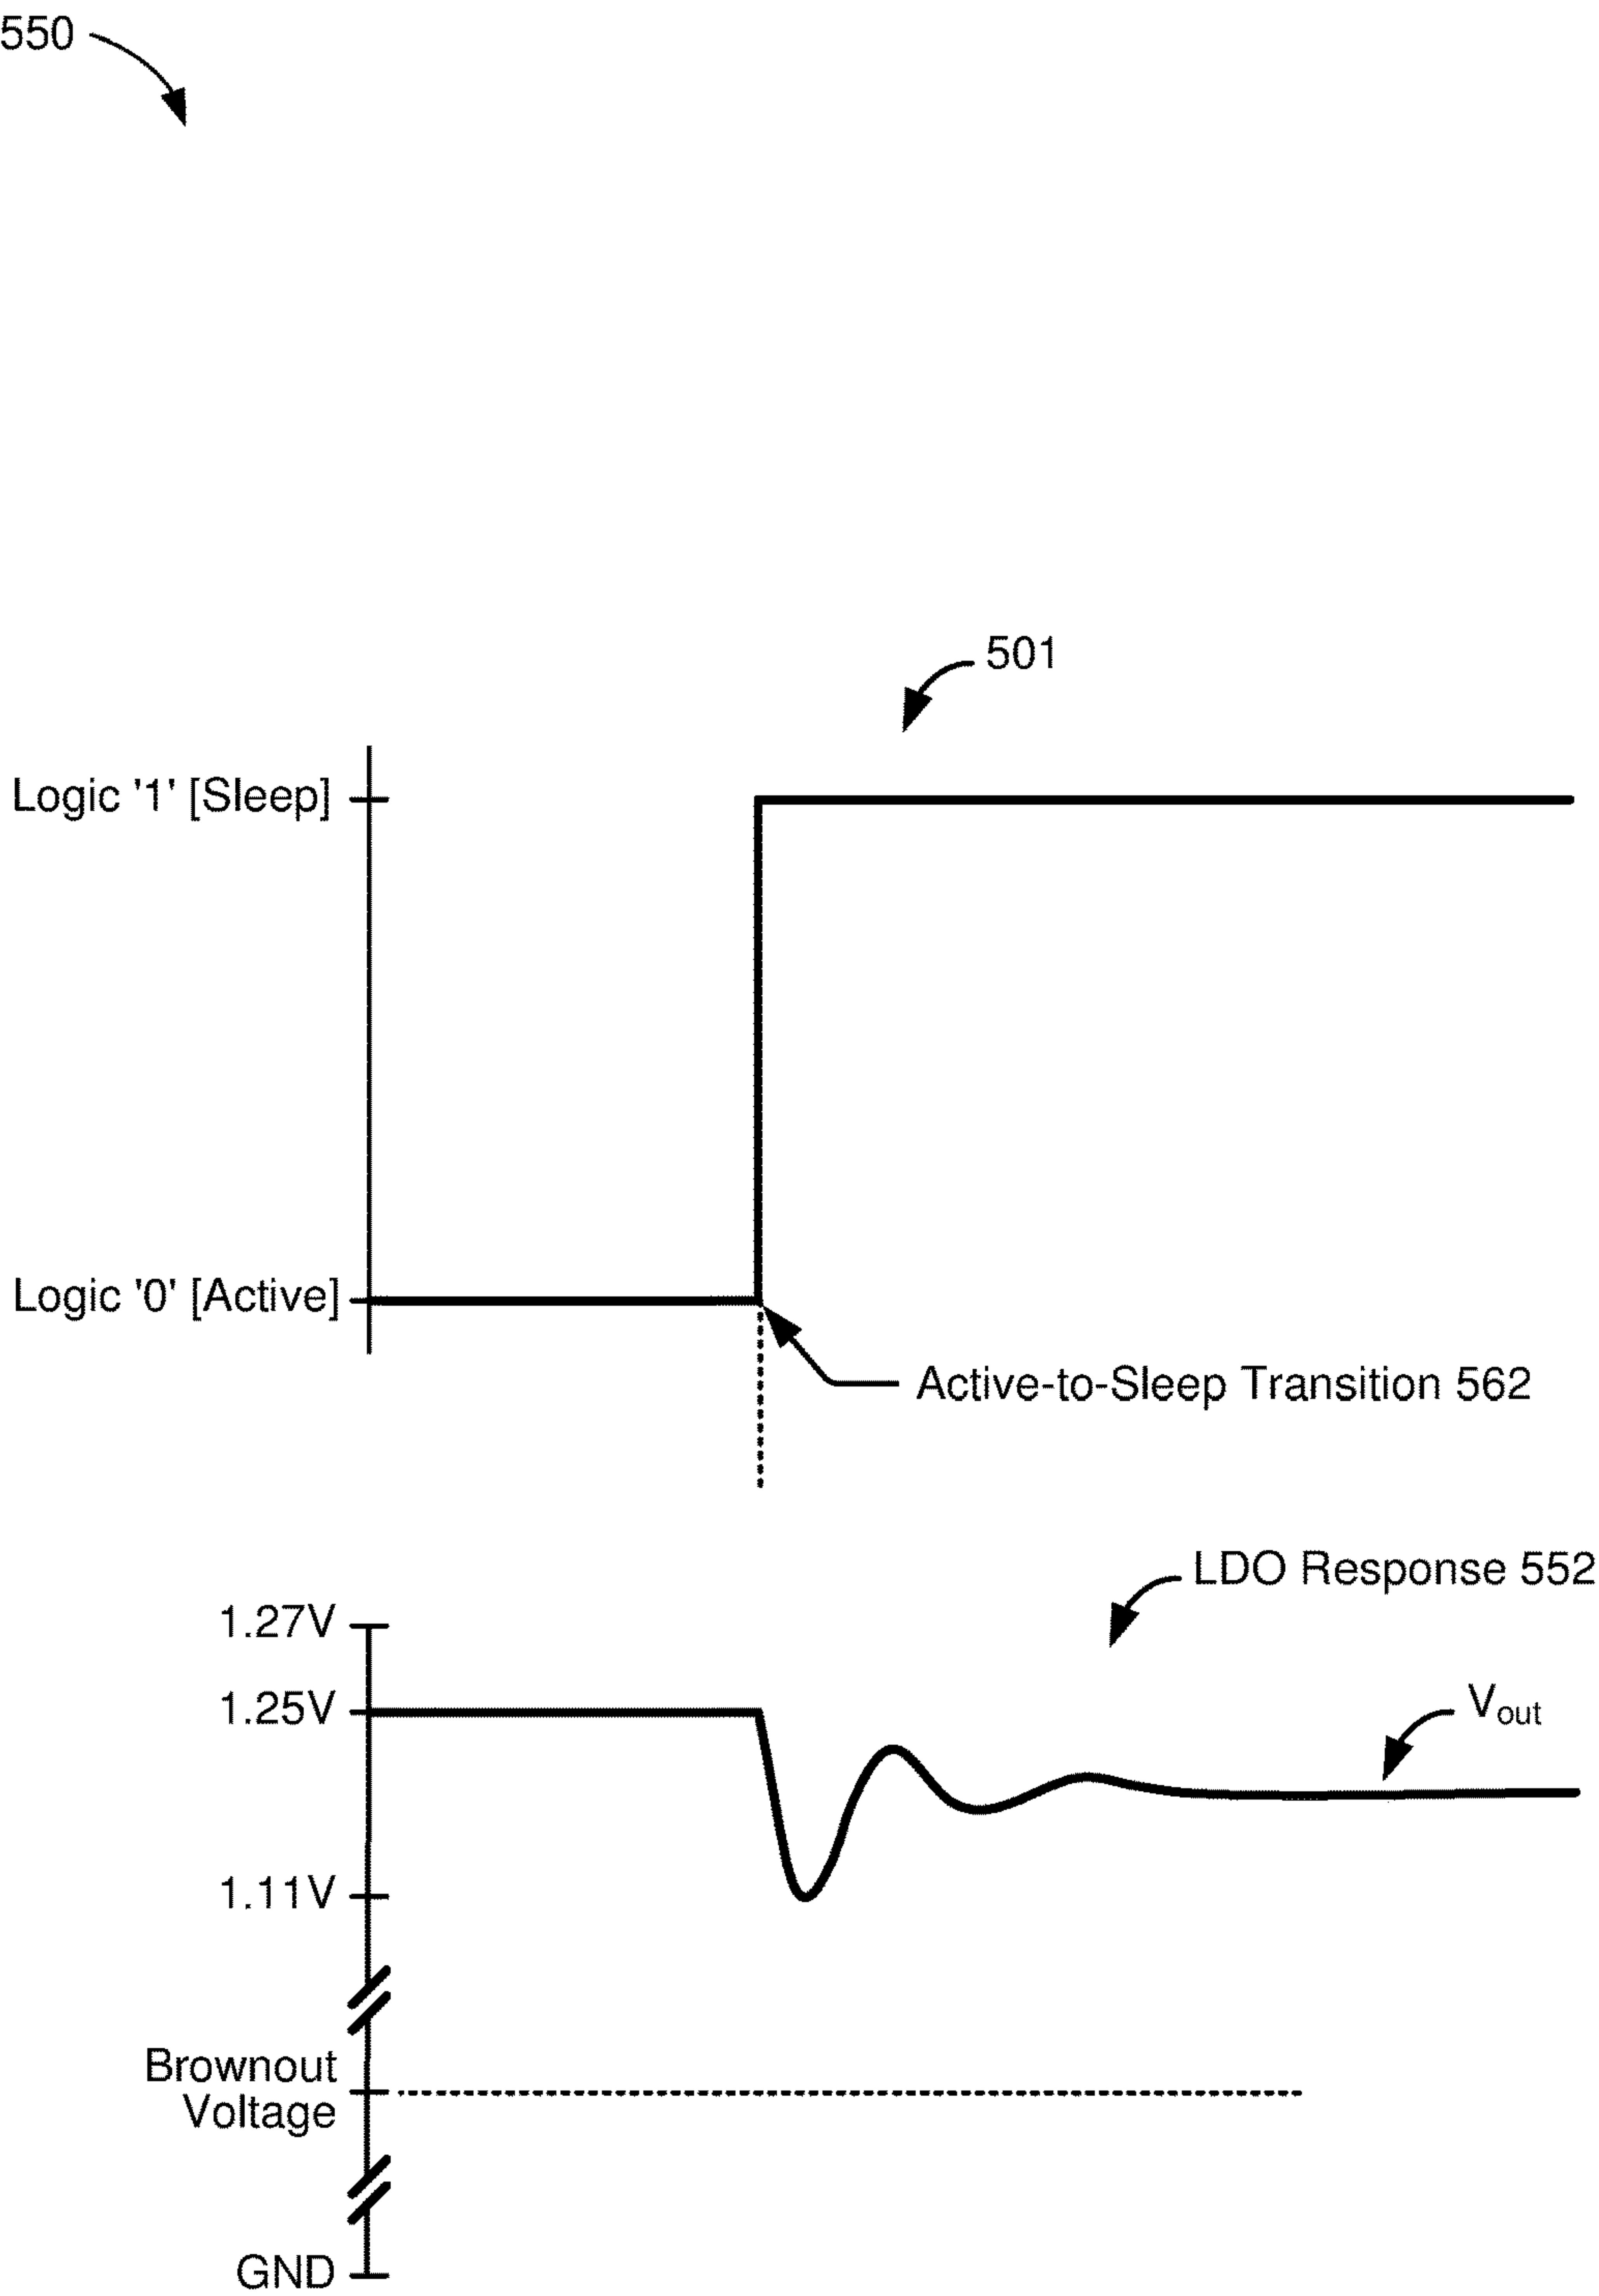 550
501
Logic '1' [Sleep]
Logic '0' [Active]
Active-to-Sleep Transition 562
LDO Response 552
1.27V
1.25V
Vout
1.11V
Brownout
Voltage
GND